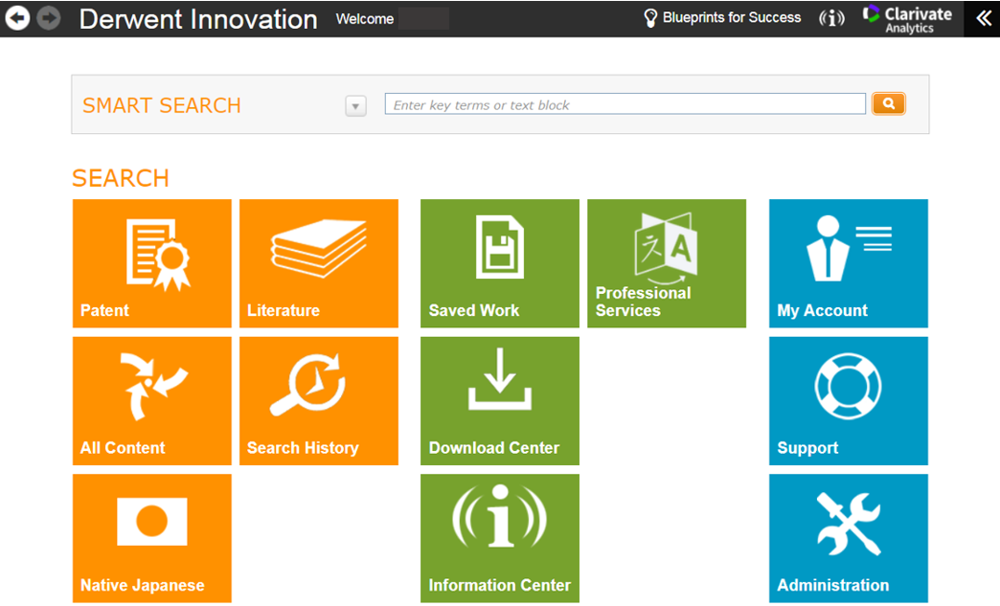 Derwent Innovation Welcome Blueprints for Success Clarivate
Analytics
SMART SEARCH Enter key terms or text block
SEARCH
Patent Literature Saved Work Professional
Services My Account
All Content Search History Download Center Support
Native Japanese Information Center Administration